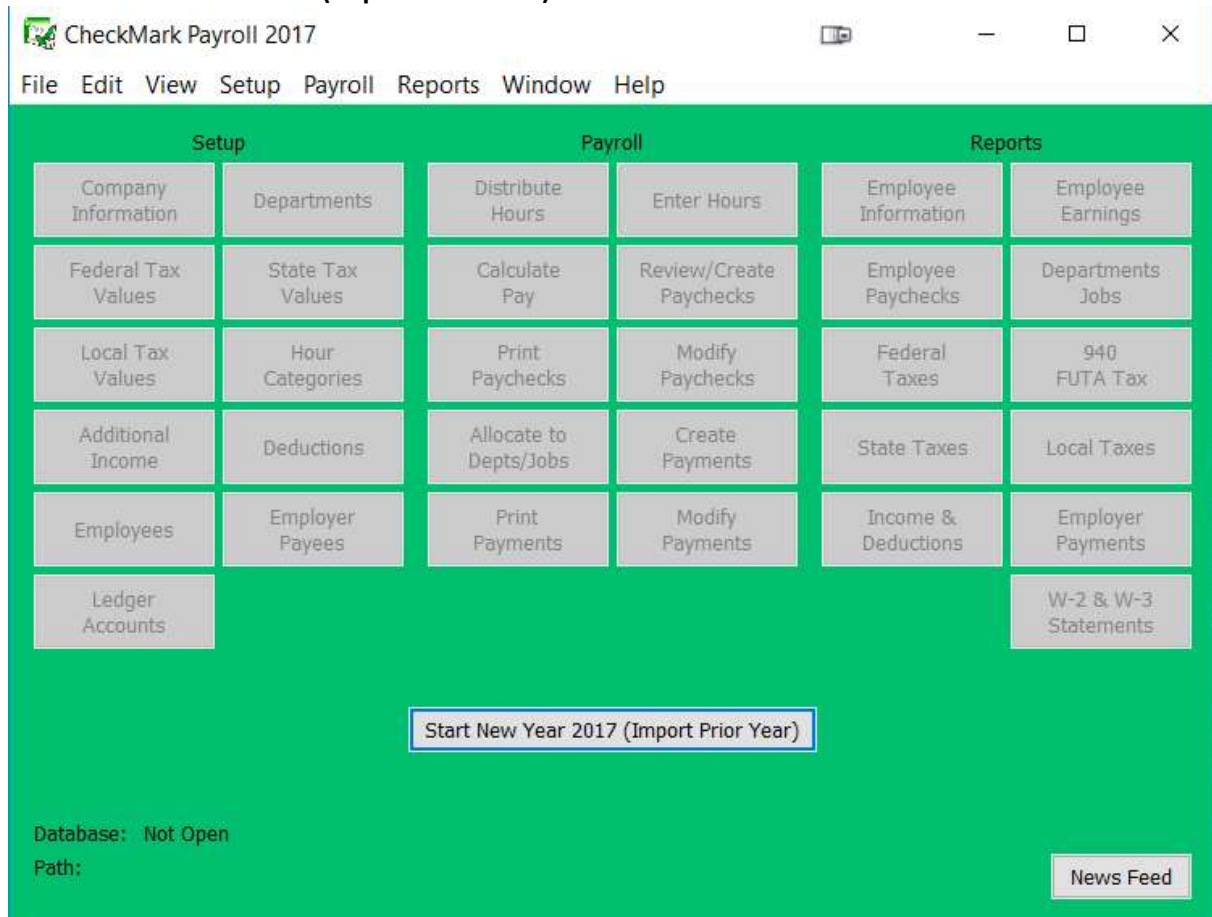 CheckMark Payroll 2017
File Edit View Setup Payroll Reports Window Help
Setup Payroll Reports
Company
Information
Departments
Distribute
Hours
Enter Hours
Employee
Information
Employee
Earnings
Federal Tax
Values
State Tax
Values
Calculate
Pay
Review/Create
Paychecks
Employee
Paychecks
Departments
Jobs
Local Tax
Values
Hour
Categories
Print
Paychecks
Modify
Paychecks
Federal
Taxes
940
FUTA Tax
Additional
Income
Deductions
Allocate to
Depts/Jobs
Create
Payments
State Taxes
Local Taxes
Employees
Employer
Payees
Print
Payments
Modify
Payments
Income &
Deductions
Employer
Payments
Ledger
Accounts
W-2 & W-3
Statements
Start New Year 2017 (Import Prior Year)
Database: Not Open
Path:
News Feed